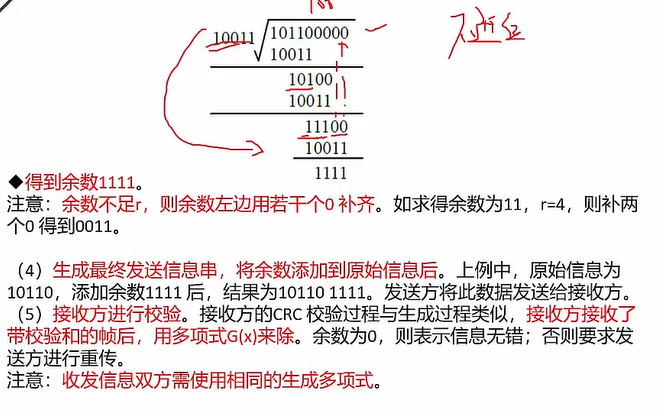 10011 101100000
10011
10100
10011
11100
10011
1111
◆得到余数1111。
注意：余数不足r，则余数左边用若干个0 补齐。如求得余数为11，r=4，则补两
个0 得到0011。
（4）生成最终发送信息串，将余数添加到原始信息后。上例中，原始信息为
10110，添加余数1111 后，结果为10110 1111。发送方将此数据发送给接收方。
（5）接收方进行校验。接收方的CRC 校验过程与生成过程类似，接收方接收了
带校验和的帧后，用多项式G(x)来除。余数为0，则表示信息无错；否则要求发
送方进行重传。
注意：收发信息双方需使用相同的生成多项式。